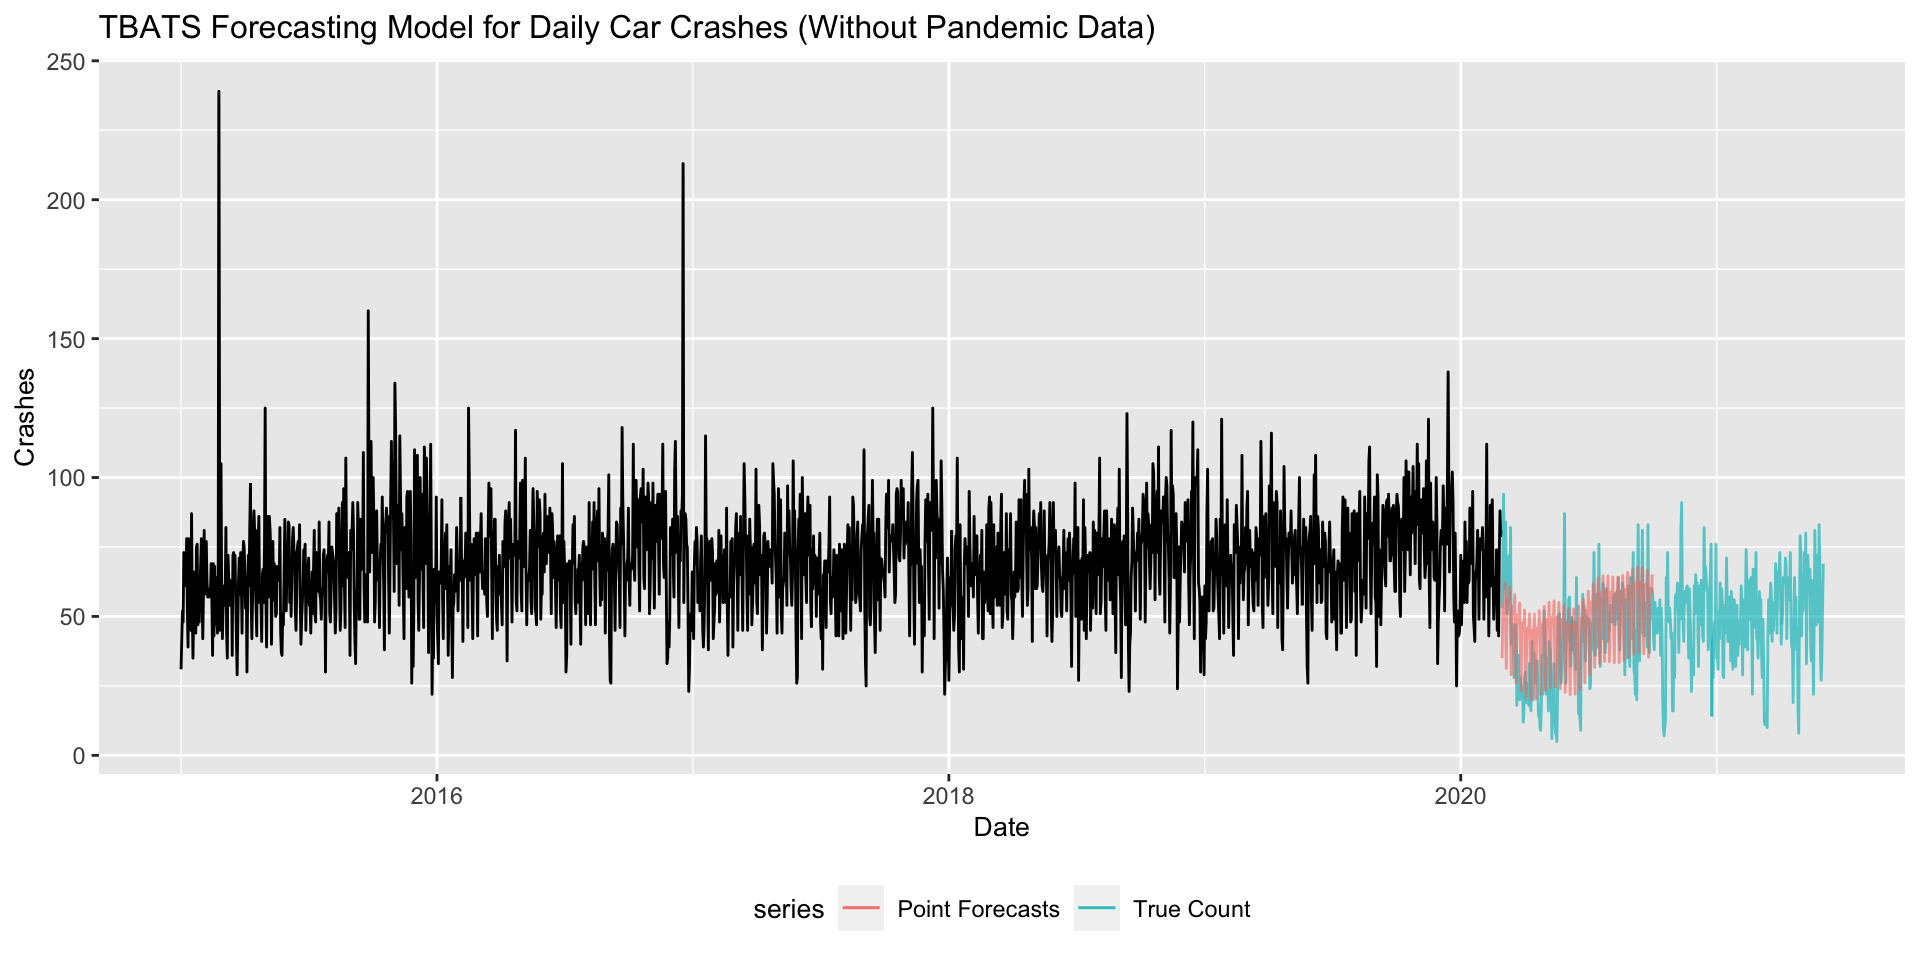 TBATS Forecasting Model for Daily Car Crashes (Without Pandemic Data)
250
200
150
100
50
0
Crashes
2016
2018
2020
Date
series
Point Forecasts
True Count